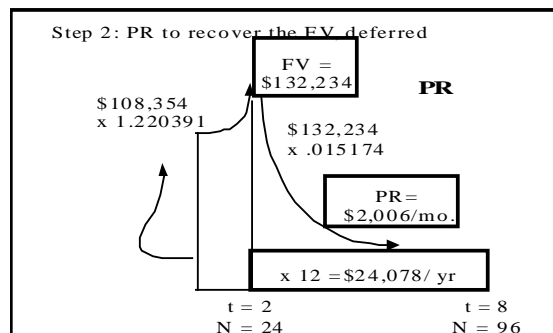 Step 2: PR to recover the FV, deferred
FV =
$132,234
PR
$108,354
x 1.220391
$132,234
x .015174
PR=
$2,006/mo.
x 12 =$24,078/ yr
t = 2
N = 24
t = 8
N = 96